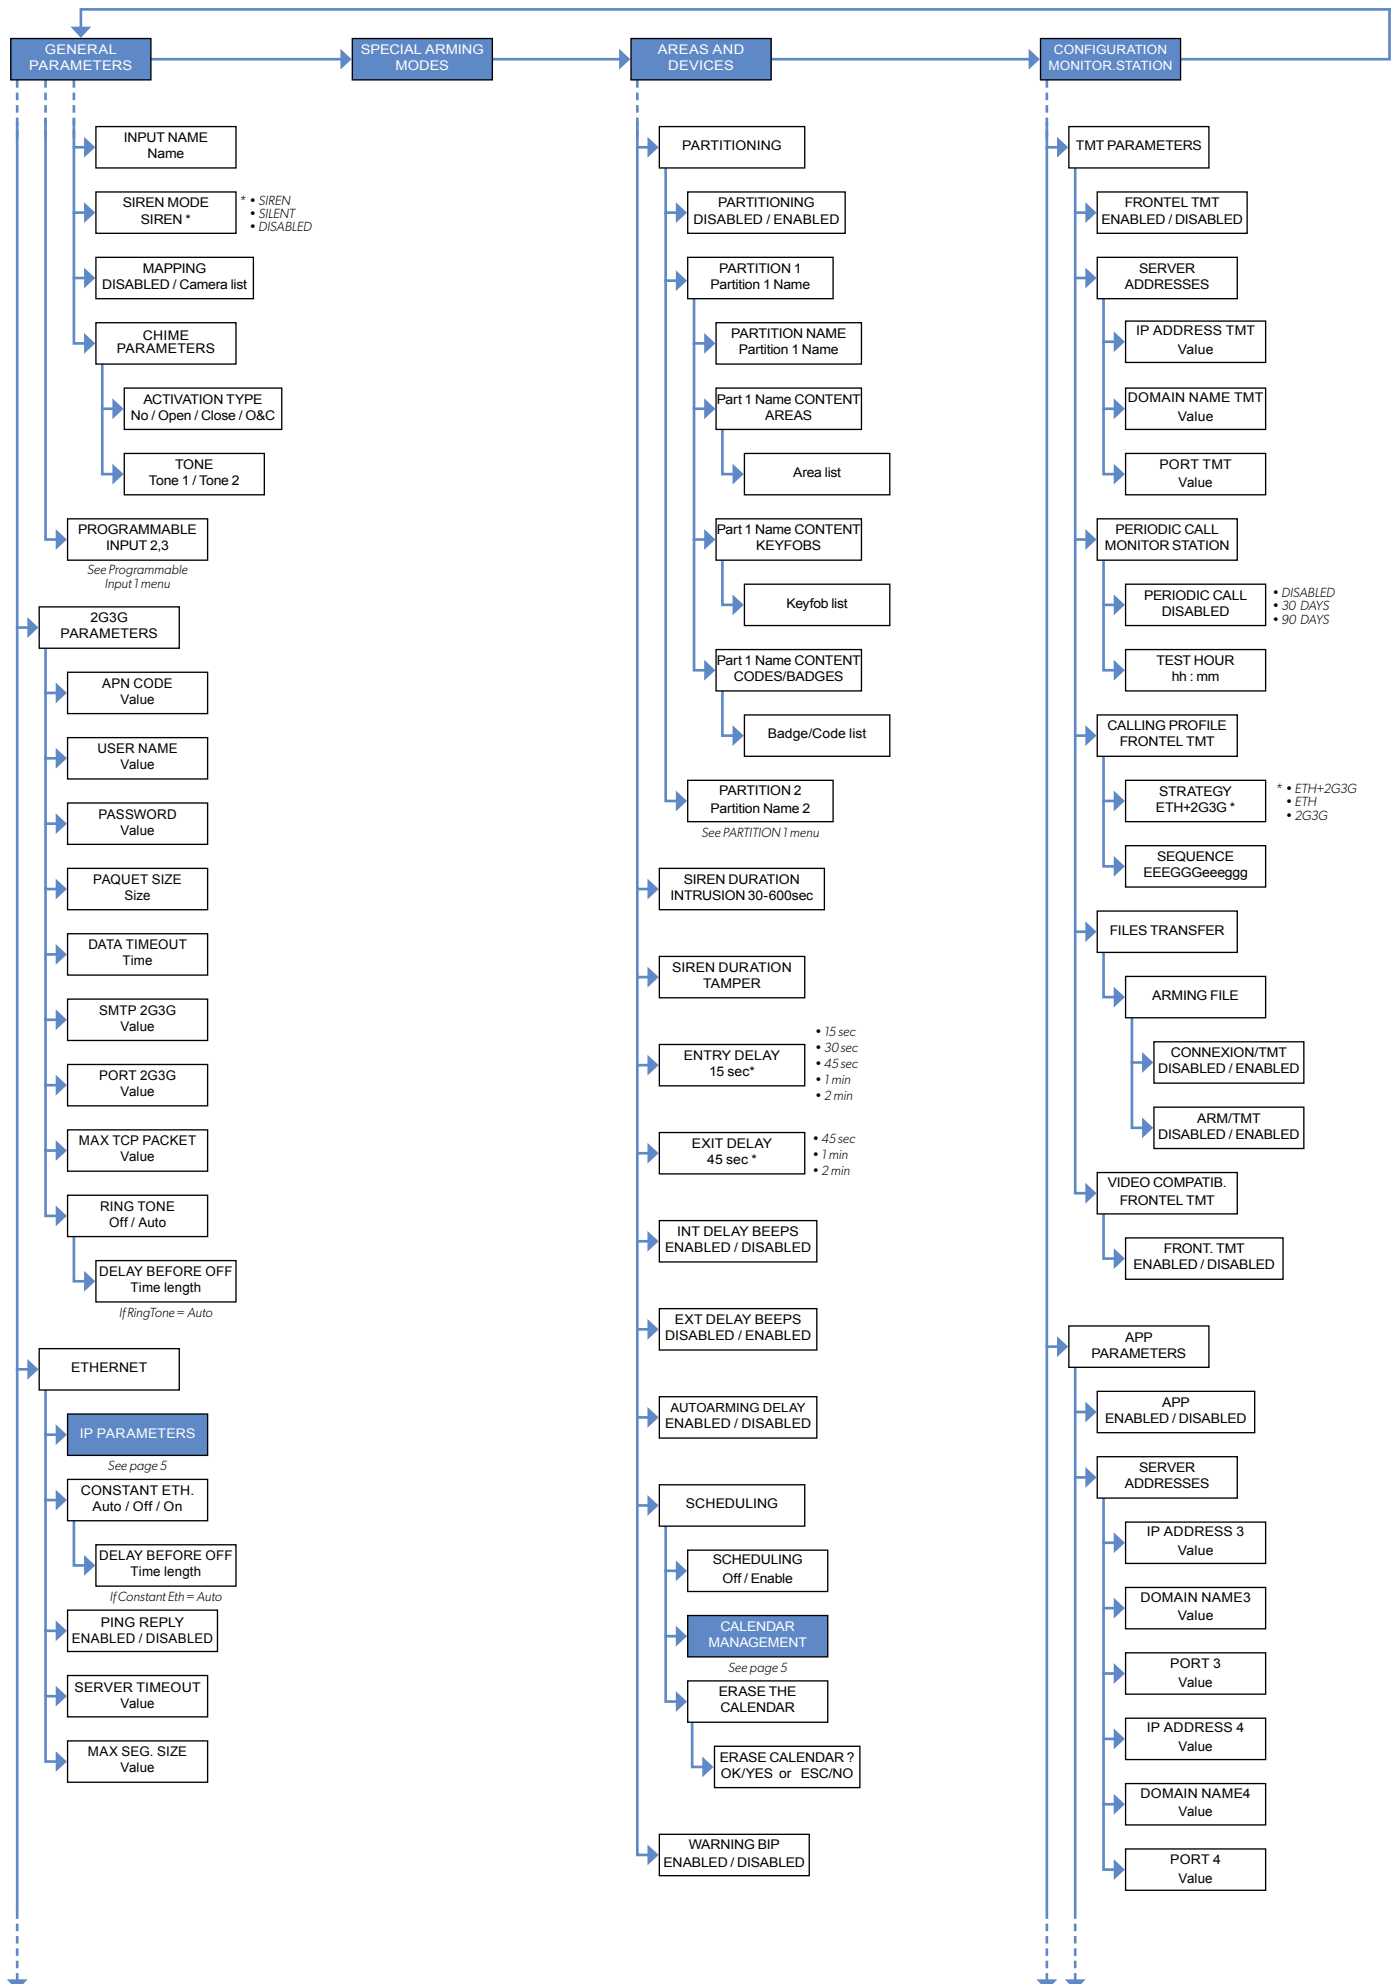 GENERAL
PARAMETERS
SPECIAL ARMING
MODES
AREAS AND
DEVICES
CONFIGURATION
MONITOR.STATION
INPUT NAME
Name
SIREN MODE
SIREN *
* • SIREN
• SILENT
• DISABLED
MAPPING
DISABLED / Camera list
CHIME
PARAMETERS
ACTIVATION TYPE
No / Open / Close / O&C
TONE
Tone 1 / Tone 2
PROGRAMMABLE
INPUT 2,3
See Programmable
Input 1 menu
2G3G
PARAMETERS
APN CODE
Value
USER NAME
Value
PASSWORD
Value
PAQUET SIZE
Size
DATA TIMEOUT
Time
SMTP 2G3G
Value
PORT 2G3G
Value
MAX TCP PACKET
Value
RING TONE
Off / Auto
DELAY BEFORE OFF
Time length
If RingTone = Auto
ETHERNET
IP PARAMETERS
See page 5
CONSTANT ETH.
Auto / Off / On
DELAY BEFORE OFF
Time length
If Constant Eth = Auto
PING REPLY
ENABLED / DISABLED
SERVER TIMEOUT
Value
MAX SEG. SIZE
Value
PARTITIONING
PARTITIONING
DISABLED / ENABLED
PARTITION 1
Partition 1 Name
PARTITION NAME
Partition 1 Name
Part 1 Name CONTENT
AREAS
Area list
Part 1 Name CONTENT
KEYFOBS
Keyfob list
Part 1 Name CONTENT
CODES/BADGES
Badge/Code list
PARTITION 2
Partition Name 2
See PARTITION 1 menu
SIREN DURATION
INTRUSION 30-600sec
SIREN DURATION
TAMPER
ENTRY DELAY
15 sec*
• 15 sec
• 30 sec
• 45 sec
• 1 min
• 2 min
EXIT DELAY
45 sec *
• 45 sec
• 1 min
• 2 min
INT DELAY BEEPS
ENABLED / DISABLED
EXT DELAY BEEPS
DISABLED / ENABLED
AUTOARMING DELAY
ENABLED / DISABLED
SCHEDULING
SCHEDULING
Off / Enable
CALENDAR
MANAGEMENT
See page 5
ERASE THE
CALENDAR
ERASE CALENDAR ?
OK/YES or ESC/NO
WARNING BIP
ENABLED / DISABLED
TMT PARAMETERS
FRONTEL TMT
ENABLED / DISABLED
SERVER
ADDRESSES
IP ADDRESS TMT
Value
DOMAIN NAME TMT
Value
PORT TMT
Value
PERIODIC CALL
MONITOR STATION
PERIODIC CALL
DISABLED
• DISABLED
• 30 DAYS
• 90 DAYS
TEST HOUR
hh : mm
CALLING PROFILE
FRONTEL TMT
STRATEGY
ETH+2G3G *
* • ETH+2G3G
• ETH
• 2G3G
SEQUENCE
EEEGGGeeeggg
FILES TRANSFER
ARMING FILE
CONNEXION/TMT
DISABLED / ENABLED
ARM/TMT
DISABLED / ENABLED
VIDEO COMPATIB.
FRONTEL TMT
FRONT. TMT
ENABLED / DISABLED
APP
PARAMETERS
APP
ENABLED / DISABLED
SERVER
ADDRESSES
IP ADDRESS 3
Value
DOMAIN NAME3
Value
PORT 3
Value
IP ADDRESS 4
Value
DOMAIN NAME4
Value
PORT 4
Value